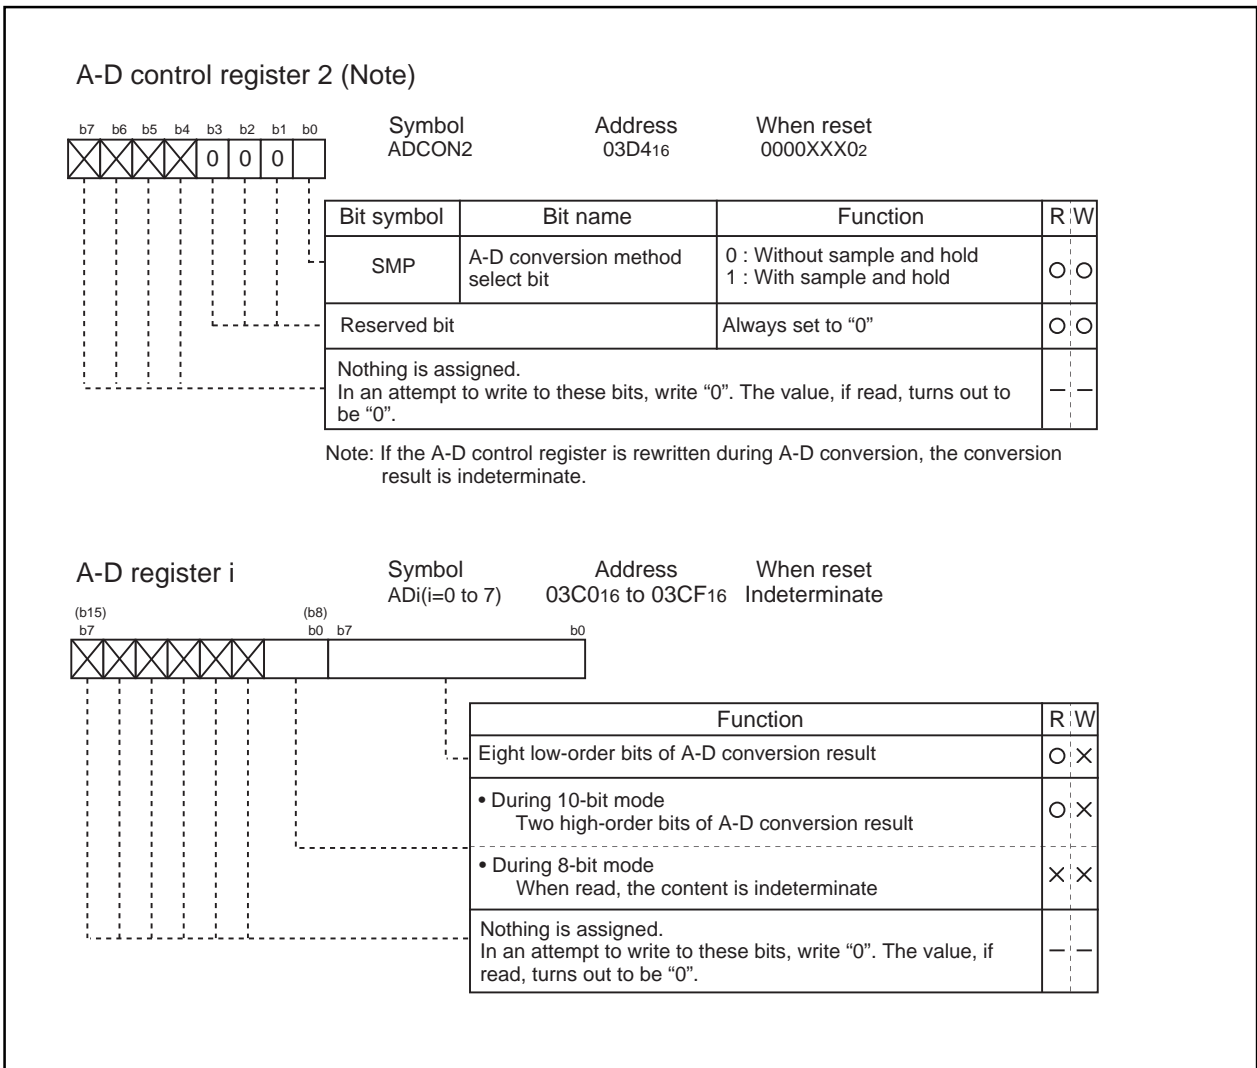 A-D control register 2 (Note)
b7 b6 b5 b4 b3 b2 b1 b0
0 0 0
Symbol Address When reset
ADCON2 03D416 0000XXX02
Bit symbol Bit name Function R W
SMP
A-D conversion method
select bit
0 : Without sample and hold
1 : With sample and hold
Reserved bit Always set to “0”
Nothing is assigned.
In an attempt to write to these bits, write “0”. The value, if read, turns out to
be “0”.
Note: If the A-D control register is rewritten during A-D conversion, the conversion
result is indeterminate.
A-D register i
Symbol Address When reset
ADi(i=0 to 7) 03C016 to 03CF16 Indeterminate
(b15) (b8)
b7 b0 b7 b0
Function R W
Eight low-order bits of A-D conversion result
• During 10-bit mode
Two high-order bits of A-D conversion result
• During 8-bit mode
When read, the content is indeterminate
Nothing is assigned.
In an attempt to write to these bits, write “0”. The value, if
read, turns out to be “0”.